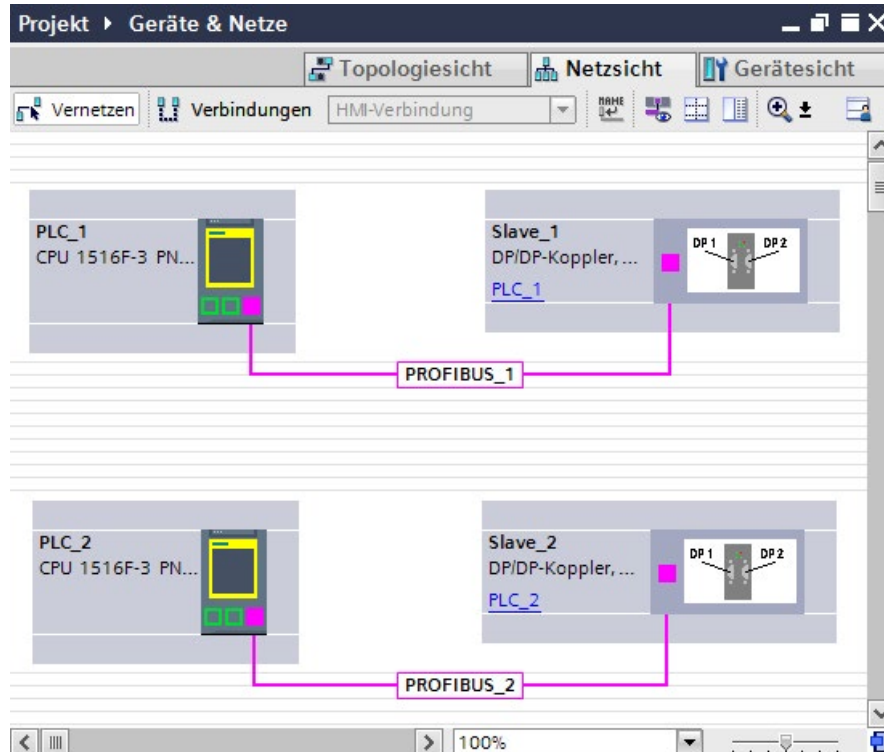 Projekt ▸ Geräte & Netze
Topologiesicht Netzsicht Gerätesicht
Vernetzen Verbindungen HMI-Verbindung
PLC_1
CPU 1516F-3 PN...
Slave_1
DP/DP-Koppler, ...
PLC_1
DP 1 DP 2
PROFIBUS_1
PLC_2
CPU 1516F-3 PN...
Slave_2
DP/DP-Koppler, ...
PLC_2
DP 1 DP 2
PROFIBUS_2
100%